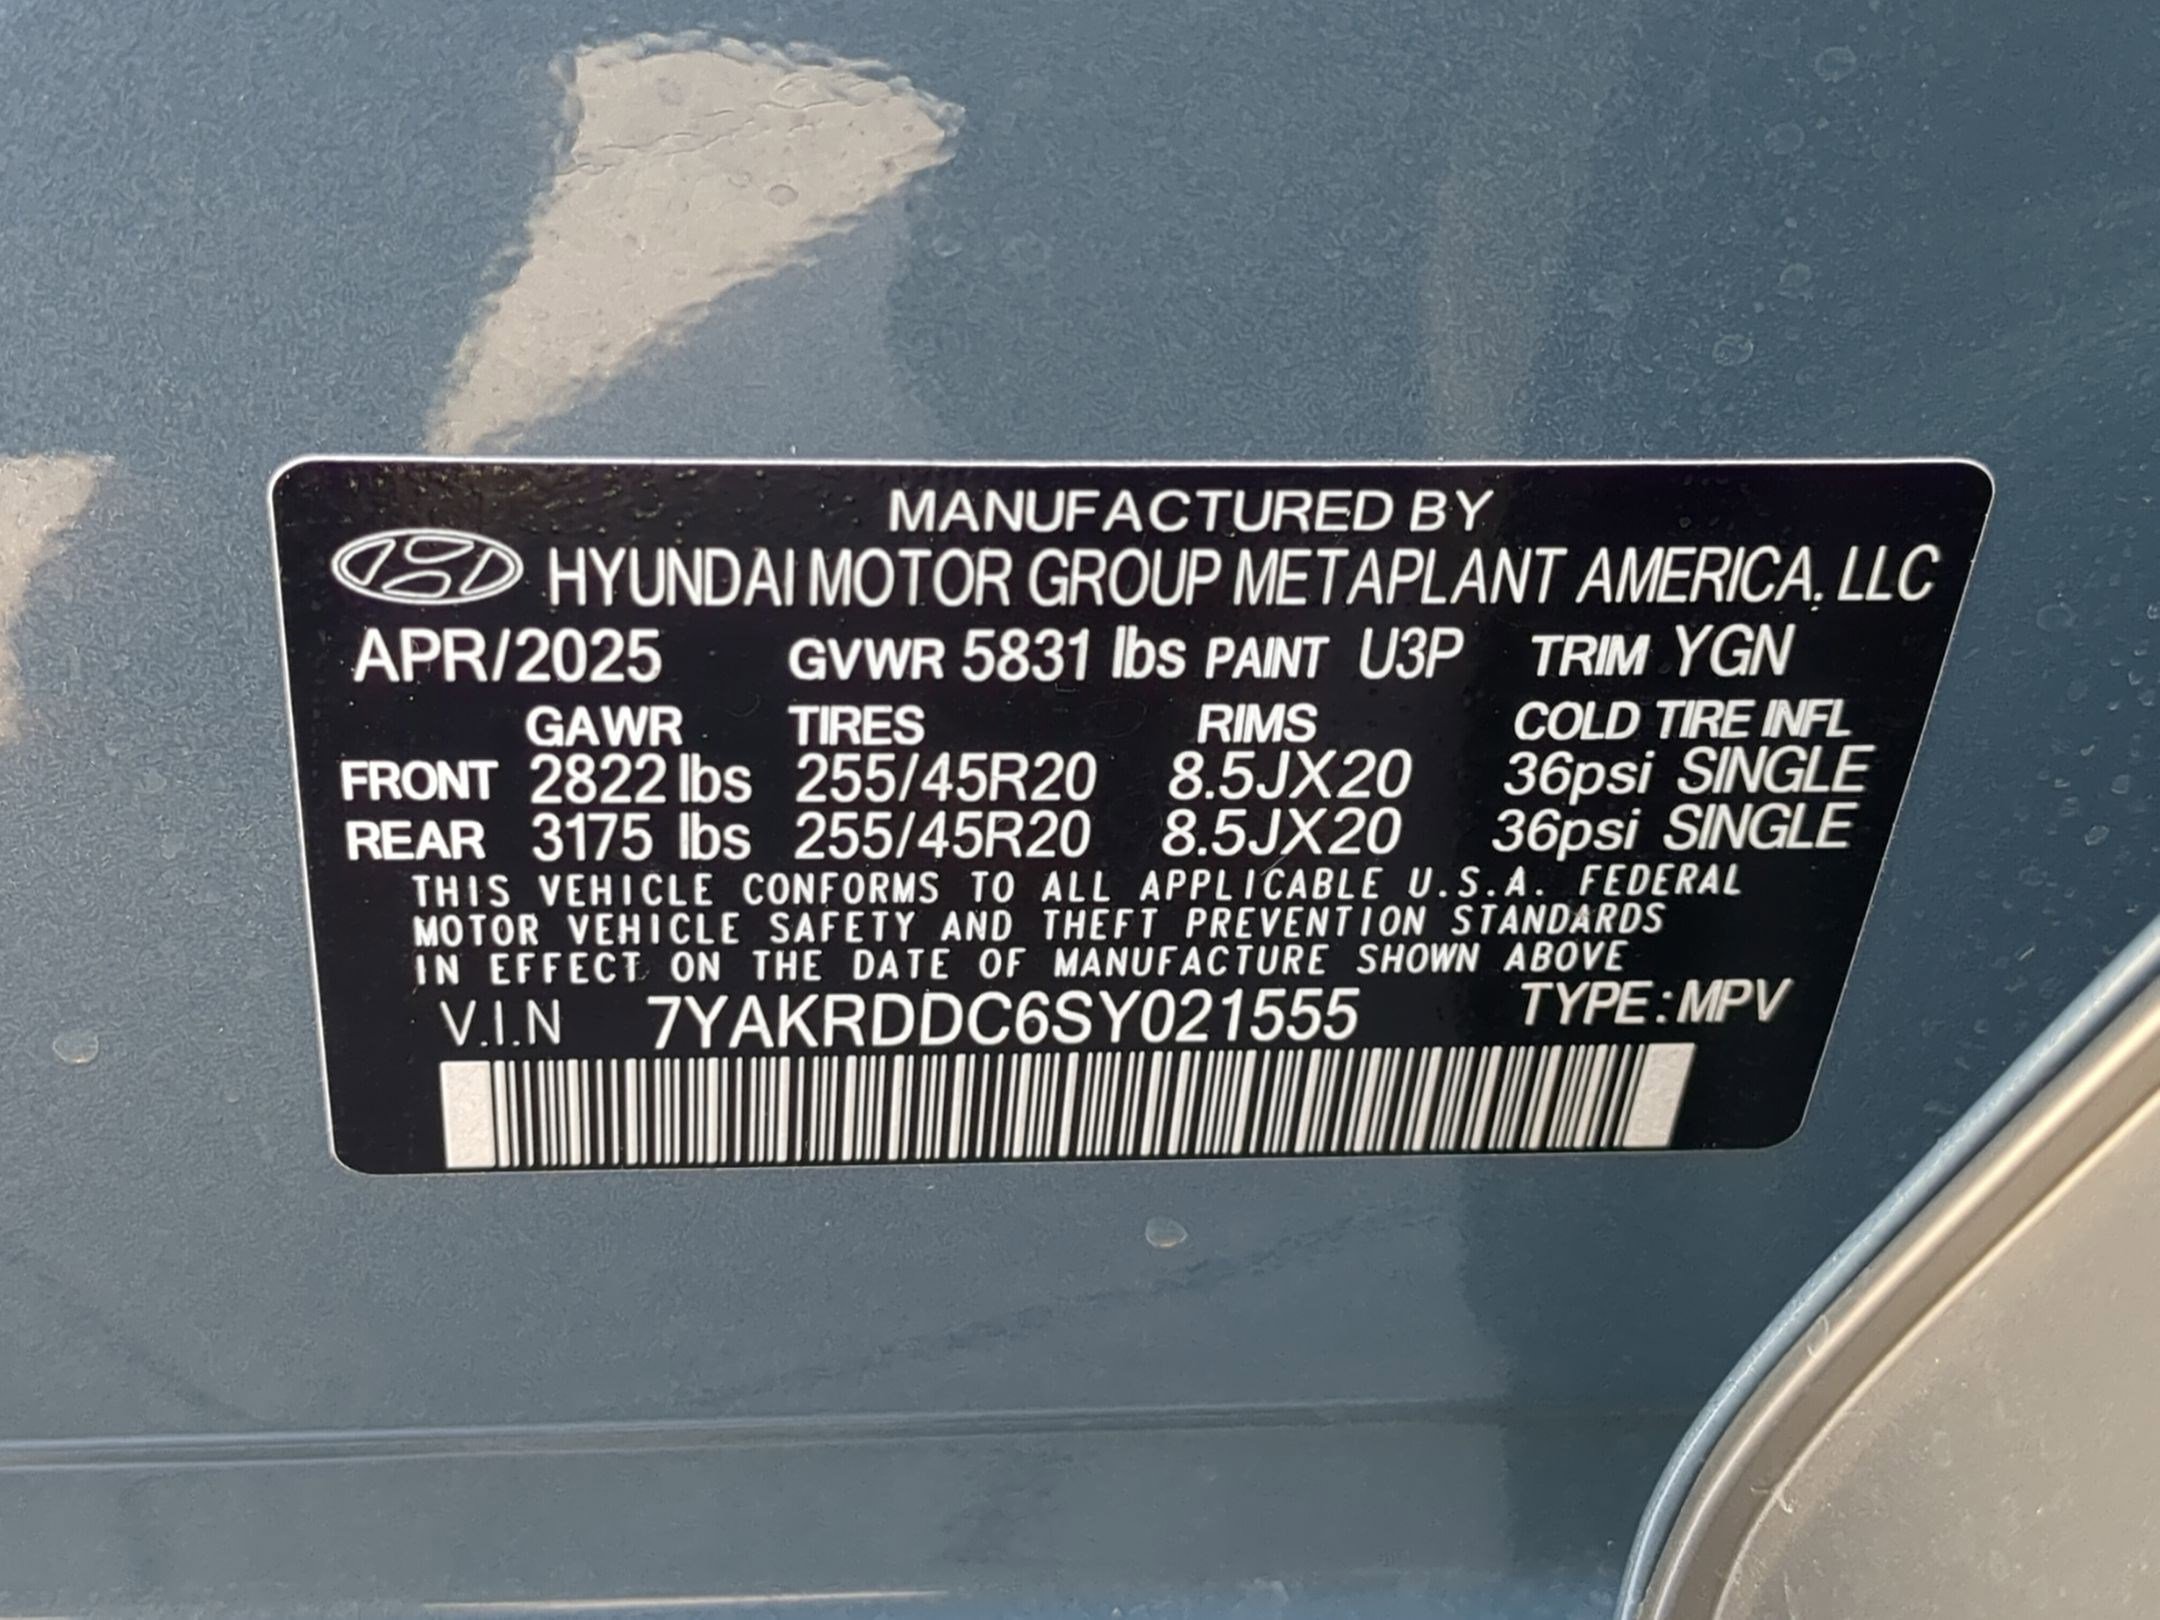 MANUFACTURED BY
HYUNDAI MOTOR GROUP METAPLANT AMERICA, LLC
APR/2025 GVWR 5831 lbs PAINT U3P TRIM YGN
GAWR TIRES RIMS COLD TIRE INFL
FRONT 2822 lbs 255/45R20 8.5JX20 36psi SINGLE
REAR 3175 lbs 255/45R20 8.5JX20 36psi SINGLE
THIS VEHICLE CONFORMS TO ALL APPLICABLE U.S.A. FEDERAL
MOTOR VEHICLE SAFETY AND THEFT PREVENTION STANDARDS
IN EFFECT ON THE DATE OF MANUFACTURE SHOWN ABOVE
V.I.N 7YAKRDDC6SY021555 TYPE:MPV